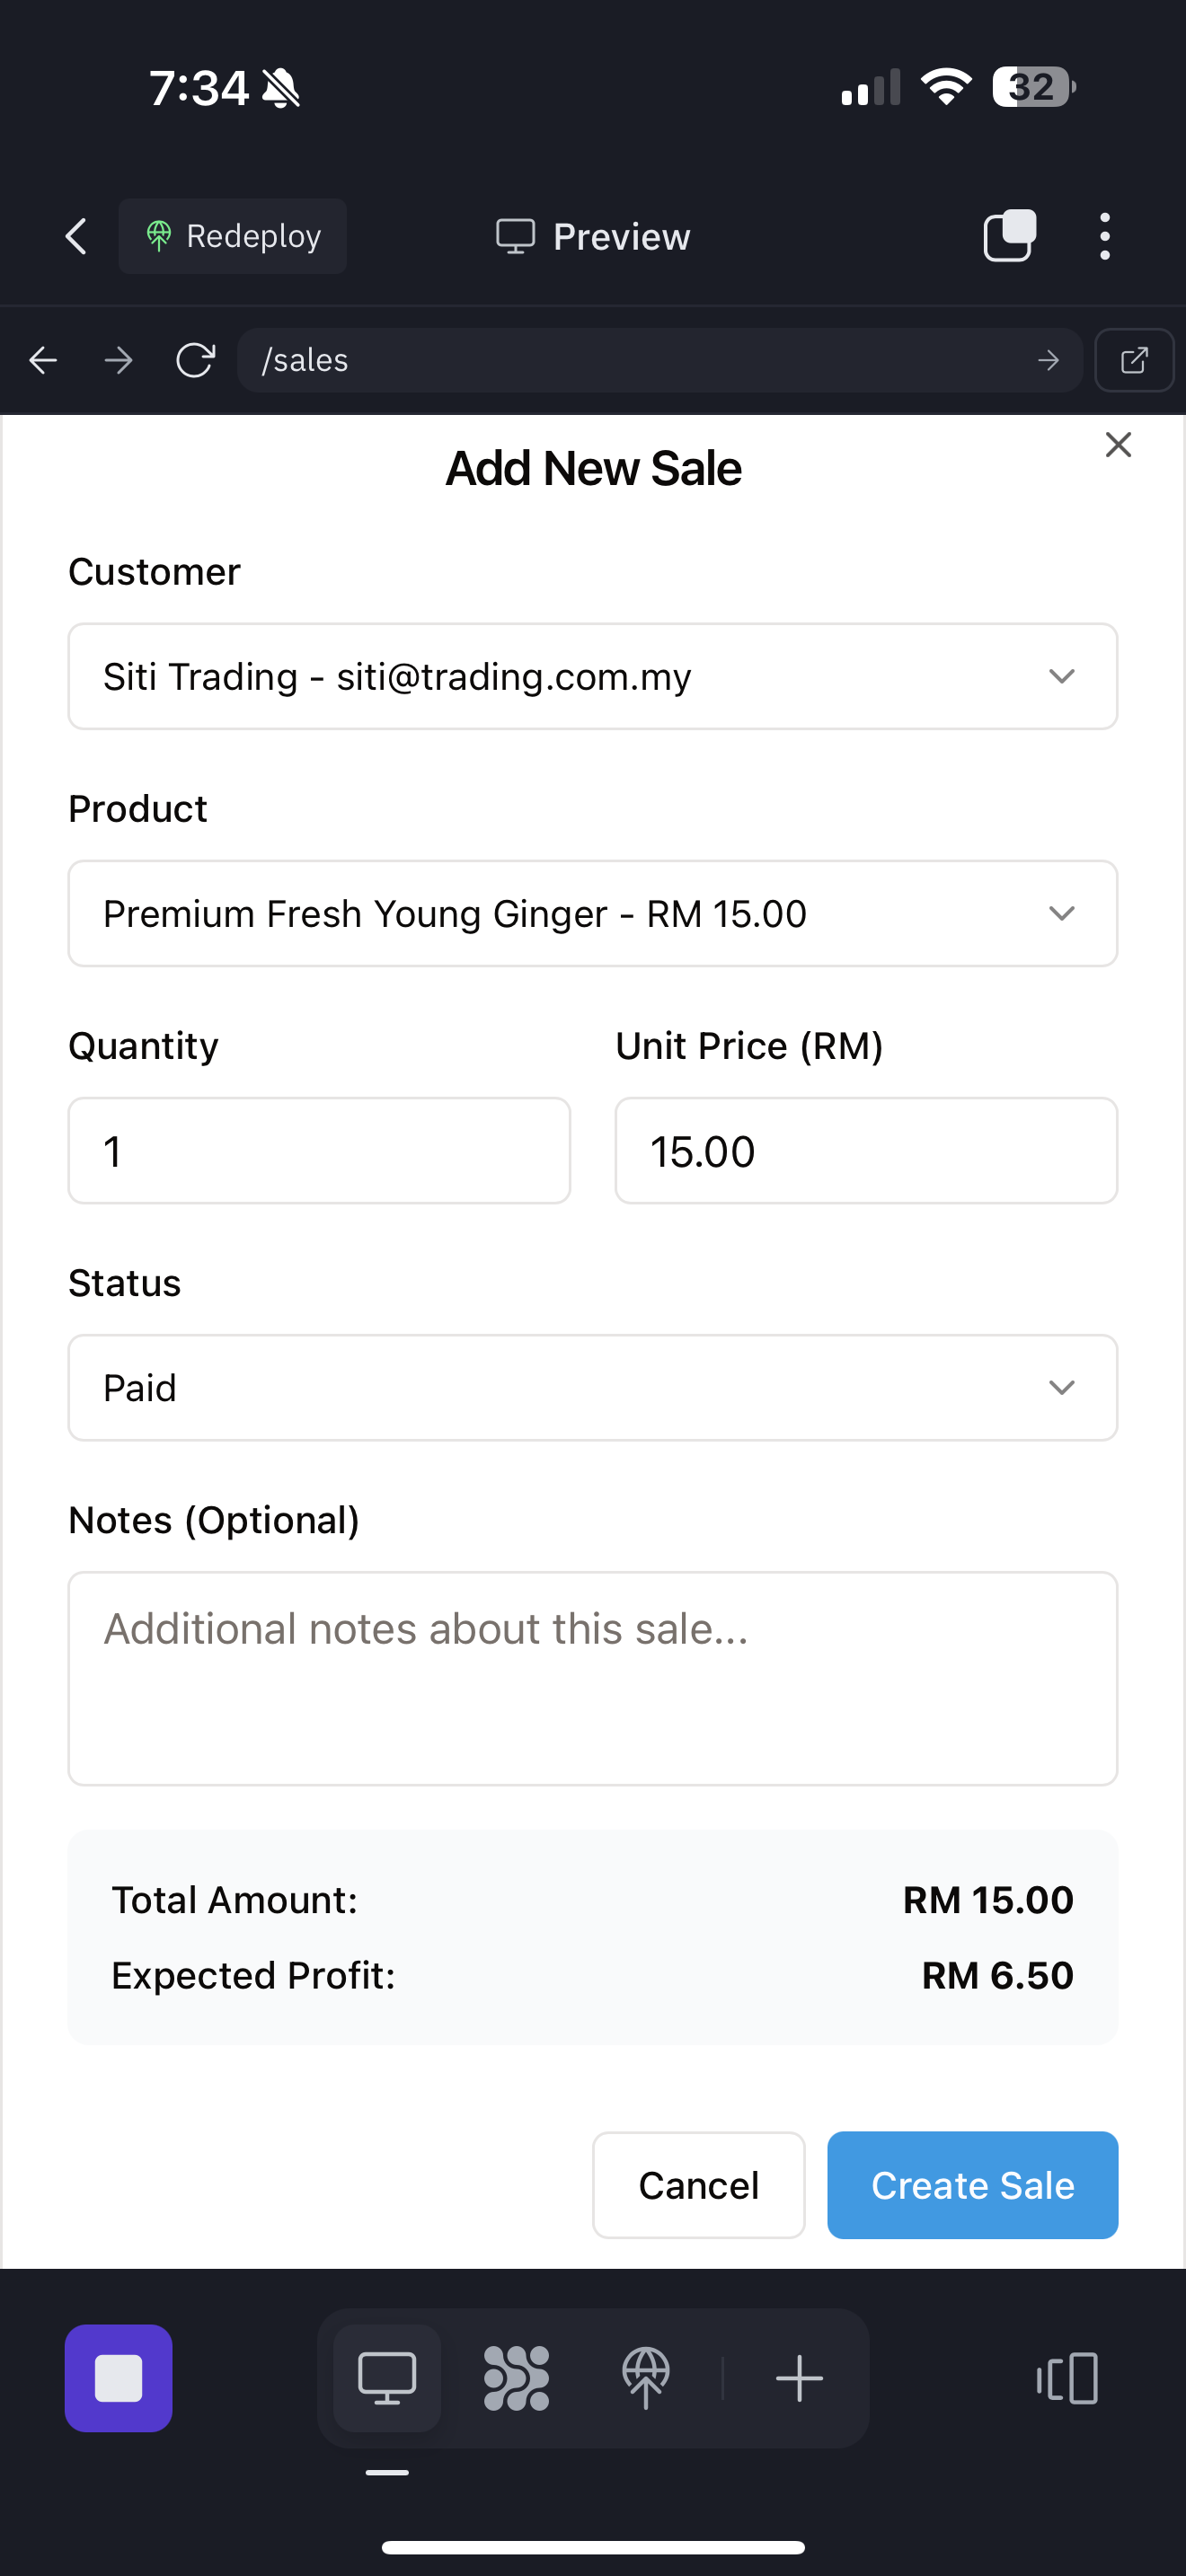 7:34
32
Redeploy
Preview
/sales
Add New Sale
Customer
Siti Trading - siti@trading.com.my
Product
Premium Fresh Young Ginger - RM 15.00
Quantity
Unit Price (RM)
1
15.00
Status
Paid
Notes (Optional)
Additional notes about this sale...
Total Amount:
RM 15.00
Expected Profit:
RM 6.50
Cancel
Create Sale